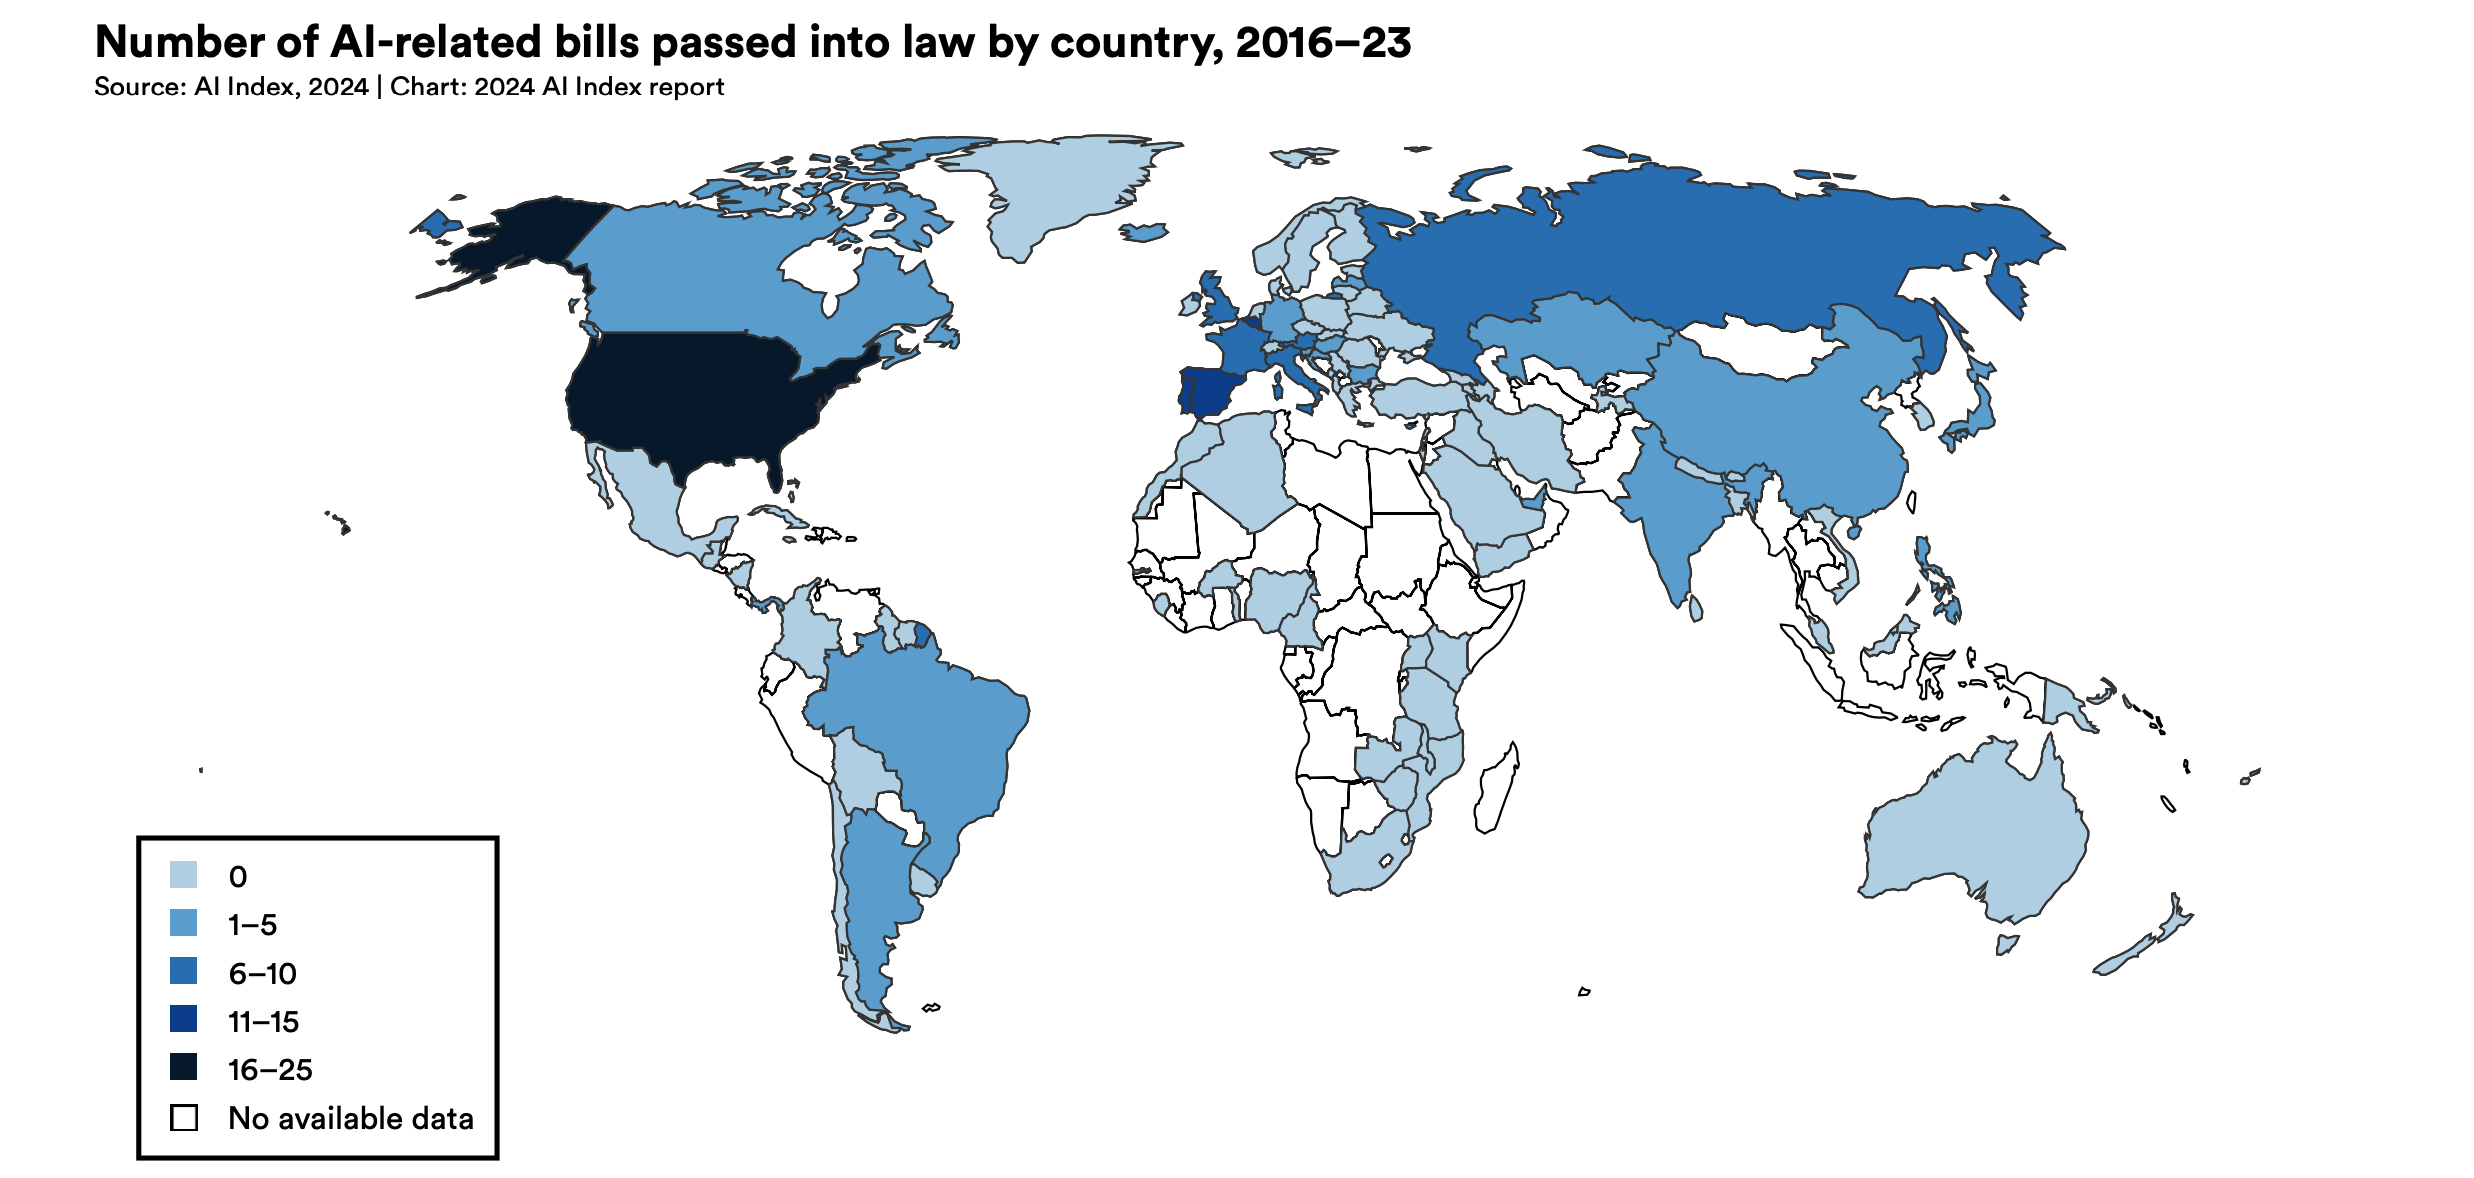 Number of AI-related bills passed into law by country, 2016–23
Source: AI Index, 2024 | Chart: 2024 AI Index report
0
1–5
6–10
11–15
16–25
No available data